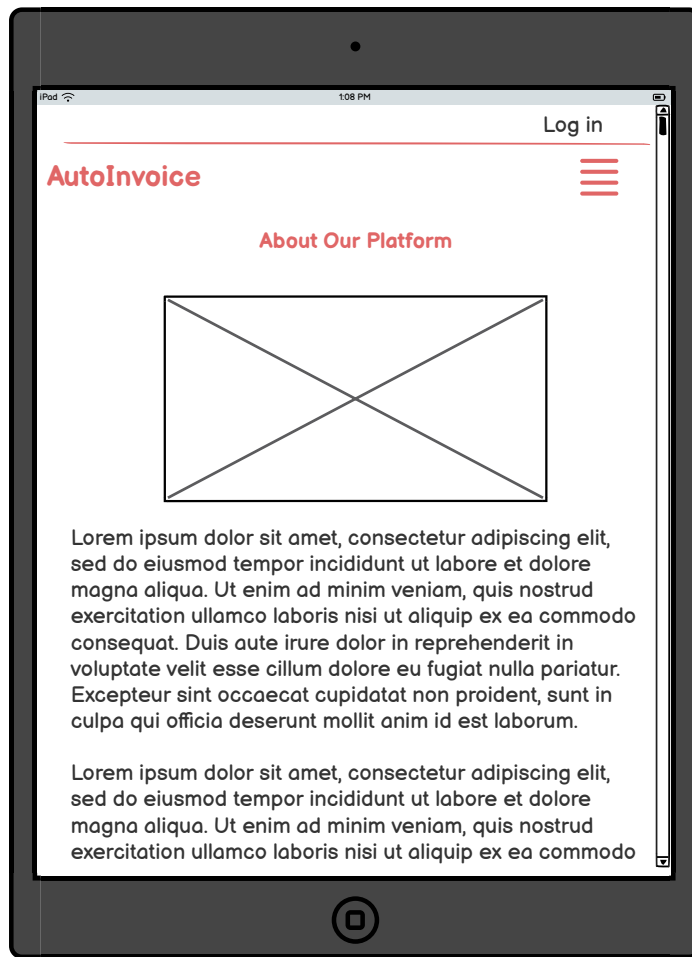 iPad
1:08 PM
Log in
AutoInvoice
About Our Platform
Lorem ipsum dolor sit amet, consectetur adipiscing elit,
sed do eiusmod tempor incididunt ut labore et dolore
magna aliqua. Ut enim ad minim veniam, quis nostrud
exercitation ullamco laboris nisi ut aliquip ex ea commodo
consequat. Duis aute irure dolor in reprehenderit in
voluptate velit esse cillum dolore eu fugiat nulla pariatur.
Excepteur sint occaecat cupidatat non proident, sunt in
culpa qui officia deserunt mollit anim id est laborum.
Lorem ipsum dolor sit amet, consectetur adipiscing elit,
sed do eiusmod tempor incididunt ut labore et dolore
magna aliqua. Ut enim ad minim veniam, quis nostrud
exercitation ullamco laboris nisi ut aliquip ex ea commodo